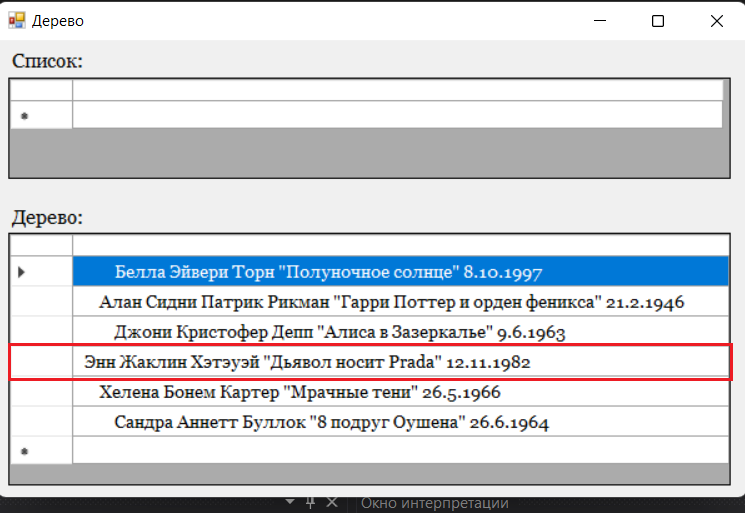 Дерево
Список:
Дерево:
Белла Эйвери Торн "Полуночное солнце" 8.10.1997
Алан Сидни Патрик Рикман "Гарри Поттер и орден феникса" 21.2.1946
Джони Кристофер Депп "Алиса в Зазеркалье" 9.6.1963
Энн Жаклин Хэтэуэй "Дьявол носит Prada" 12.11.1982
Хелена Бонем Картер "Мрачные тени" 26.5.1966
Сандра Аннетт Буллок "8 подруг Оушена" 26.6.1964
Окно интерпретации